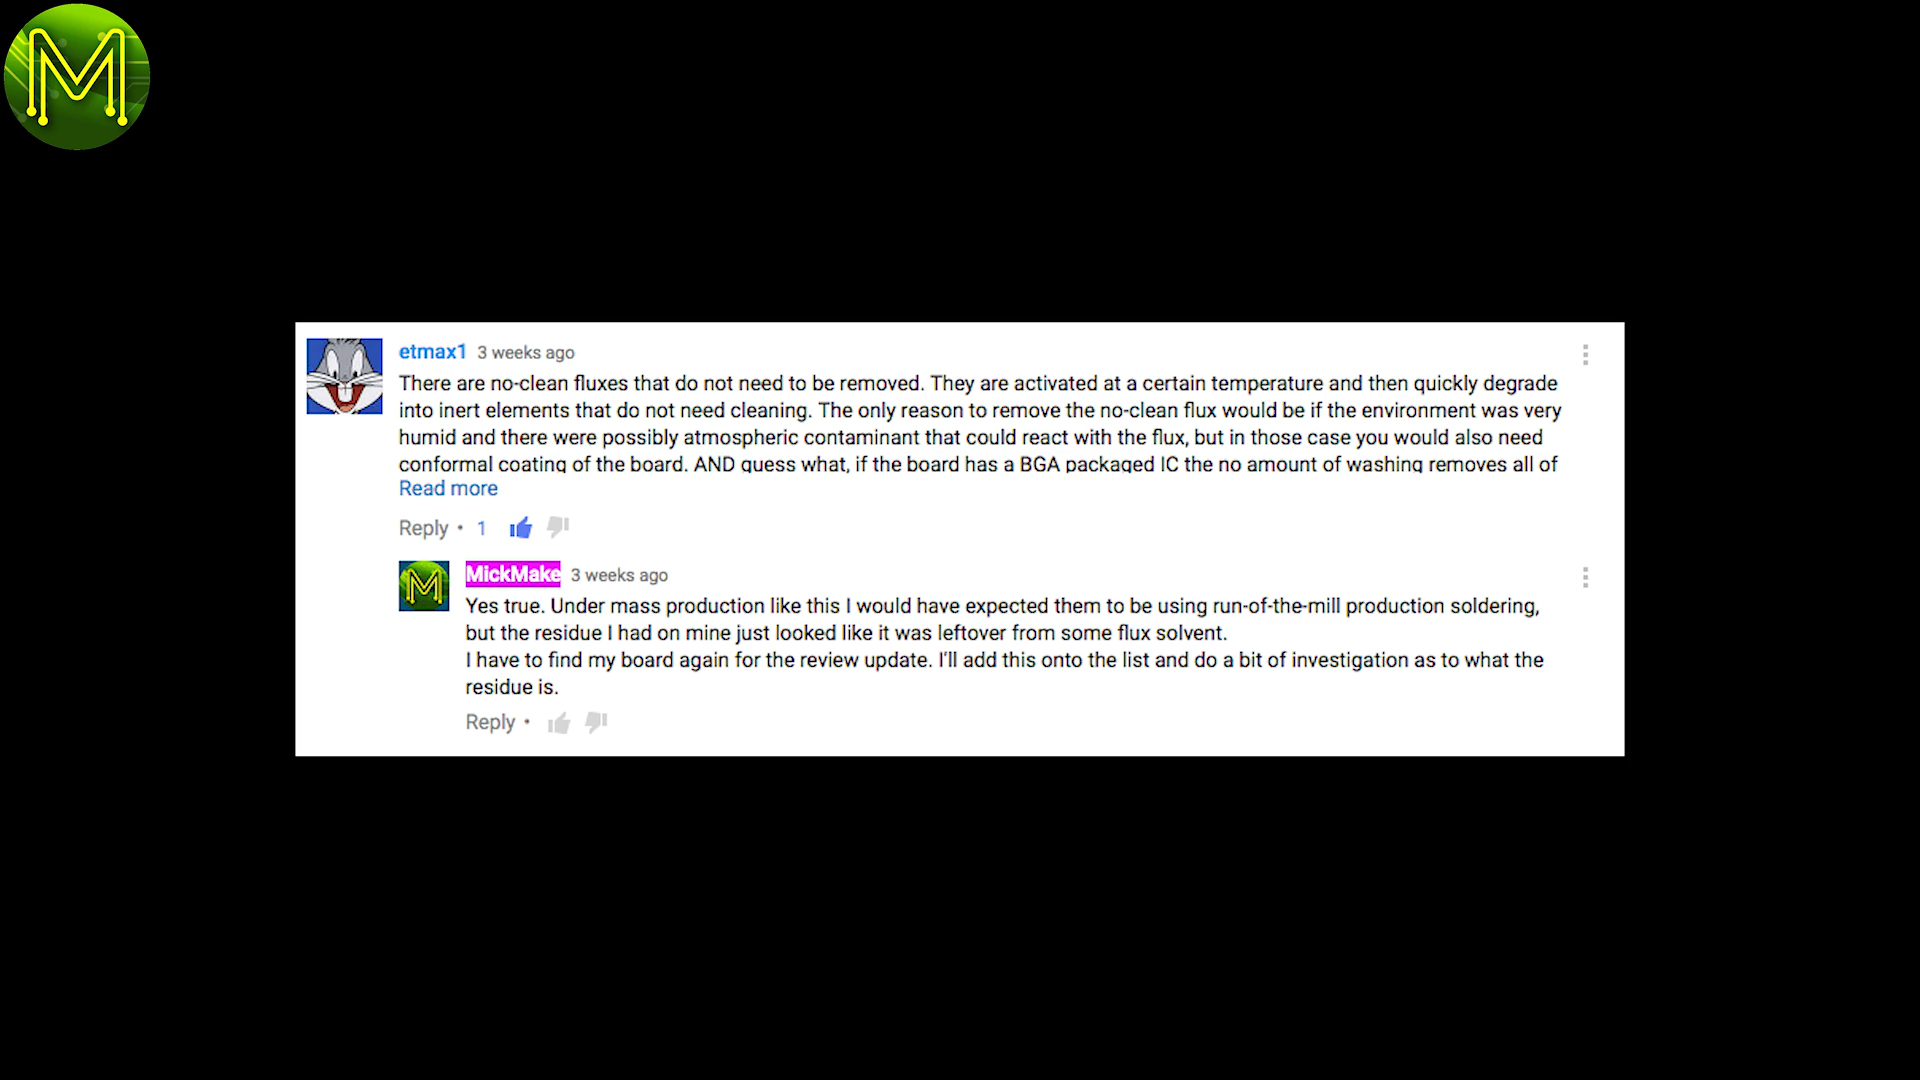 M
etmax1 3 weeks ago
There are no-clean fluxes that do not need to be removed. They are activated at a certain temperature and then quickly degrade
into inert elements that do not need cleaning. The only reason to remove the no-clean flux would be if the environment was very
humid and there were possibly atmospheric contaminant that could react with the flux, but in those case you would also need
conformal coating of the board. AND guess what, if the board has a BGA packaged IC the no amount of washing removes all of
Read more
Reply • 1
M
MickMake 3 weeks ago
Yes true. Under mass production like this I would have expected them to be using run-of-the-mill production soldering,
but the residue I had on mine just looked like it was leftover from some flux solvent.
I have to find my board again for the review update. I'll add this onto the list and do a bit of investigation as to what the
residue is.
Reply •